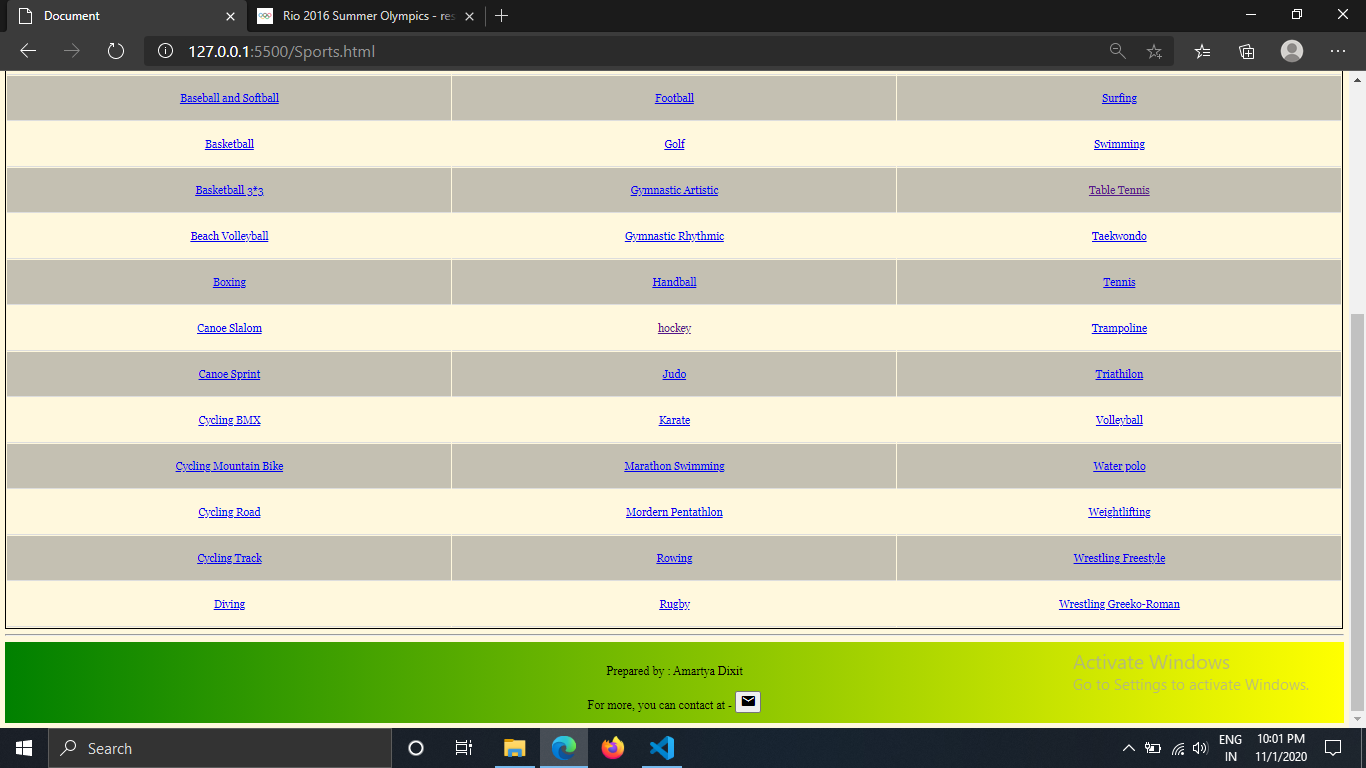 Document
Rio 2016 Summer Olympics - res
127.0.0.1:5500/Sports.html
Baseball and Softball Football Surfing
Basketball Golf Swimming
Basketball 3*3 Gymnastic Artistic Table Tennis
Beach Volleyball Gymnastic Rhythmic Taekwondo
Boxing Handball Tennis
Canoe Slalom hockey Trampoline
Canoe Sprint Judo Triathilon
Cycling BMX Karate Volleyball
Cycling Mountain Bike Marathon Swimming Water polo
Cycling Road Mordern Pentathlon Weightlifting
Cycling Track Rowing Wrestling Freestyle
Diving Rugby Wrestling Greeko-Roman
Prepared by : Amartya Dixit
For more, you can contact at -
Activate Windows
Go to Settings to activate Windows.
Search
ENG
IN
10:01 PM
11/1/2020